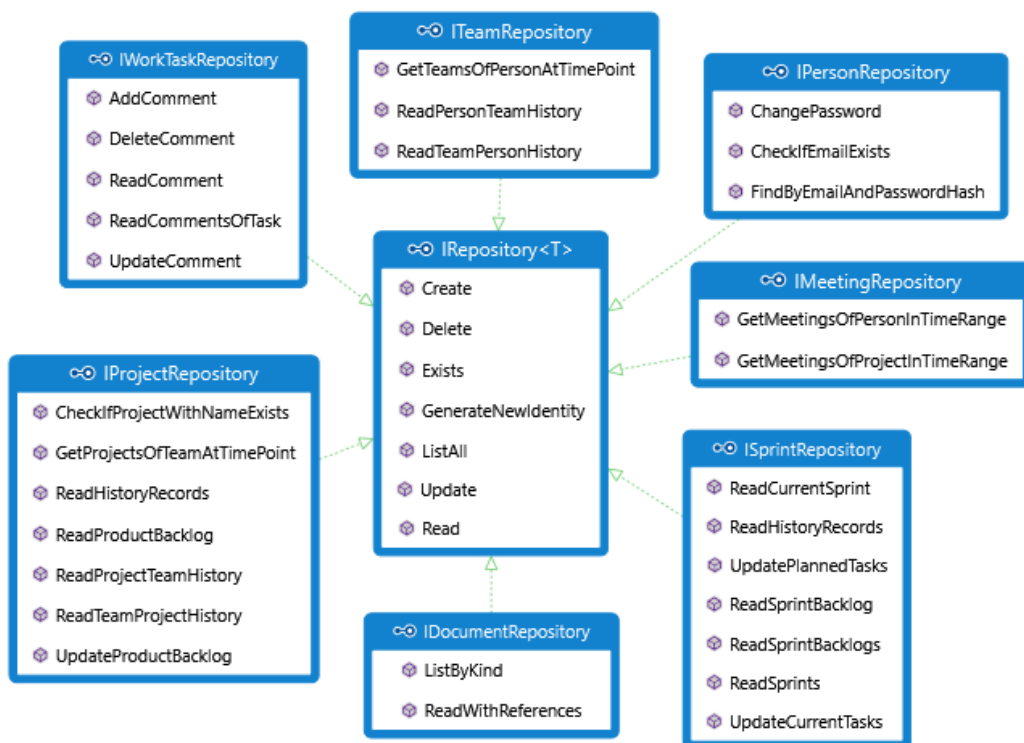 ITeamRepository
GetTeamsOfPersonAtTimePoint
ReadPersonTeamHistory
ReadTeamPersonHistory
IWorkTaskRepository
AddComment
DeleteComment
ReadComment
ReadCommentsOfTask
UpdateComment
IPersonRepository
ChangePassword
CheckIfEmailExists
FindByEmailAndPasswordHash
IRepository<T>
Create
Delete
Exists
GenerateNewIdentity
ListAll
Update
Read
IMeetingRepository
GetMeetingsOfPersonInTimeRange
GetMeetingsOfProjectInTimeRange
IProjectRepository
CheckIfProjectWithNameExists
GetProjectsOfTeamAtTimePoint
ReadHistoryRecords
ReadProductBacklog
ReadProjectTeamHistory
ReadTeamProjectHistory
UpdateProductBacklog
ISprintRepository
ReadCurrentSprint
ReadHistoryRecords
UpdatePlannedTasks
ReadSprintBacklog
ReadSprintBacklogs
ReadSprints
UpdateCurrentTasks
IDocumentRepository
ListByKind
ReadWithReferences